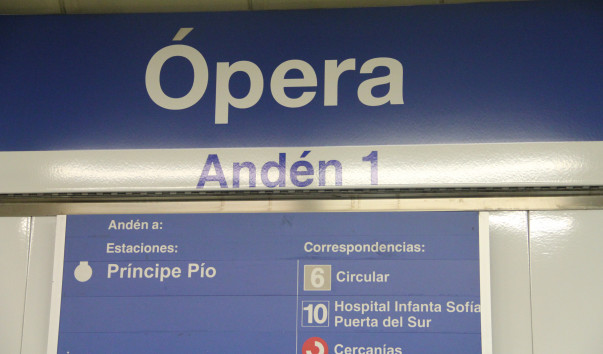 Ópera
Andén 1
Andén a:
Estaciones:
Príncipe Pío
Correspondencias:
6 Circular
10 Hospital Infanta Sofía
Puerta del Sur
Cercanías